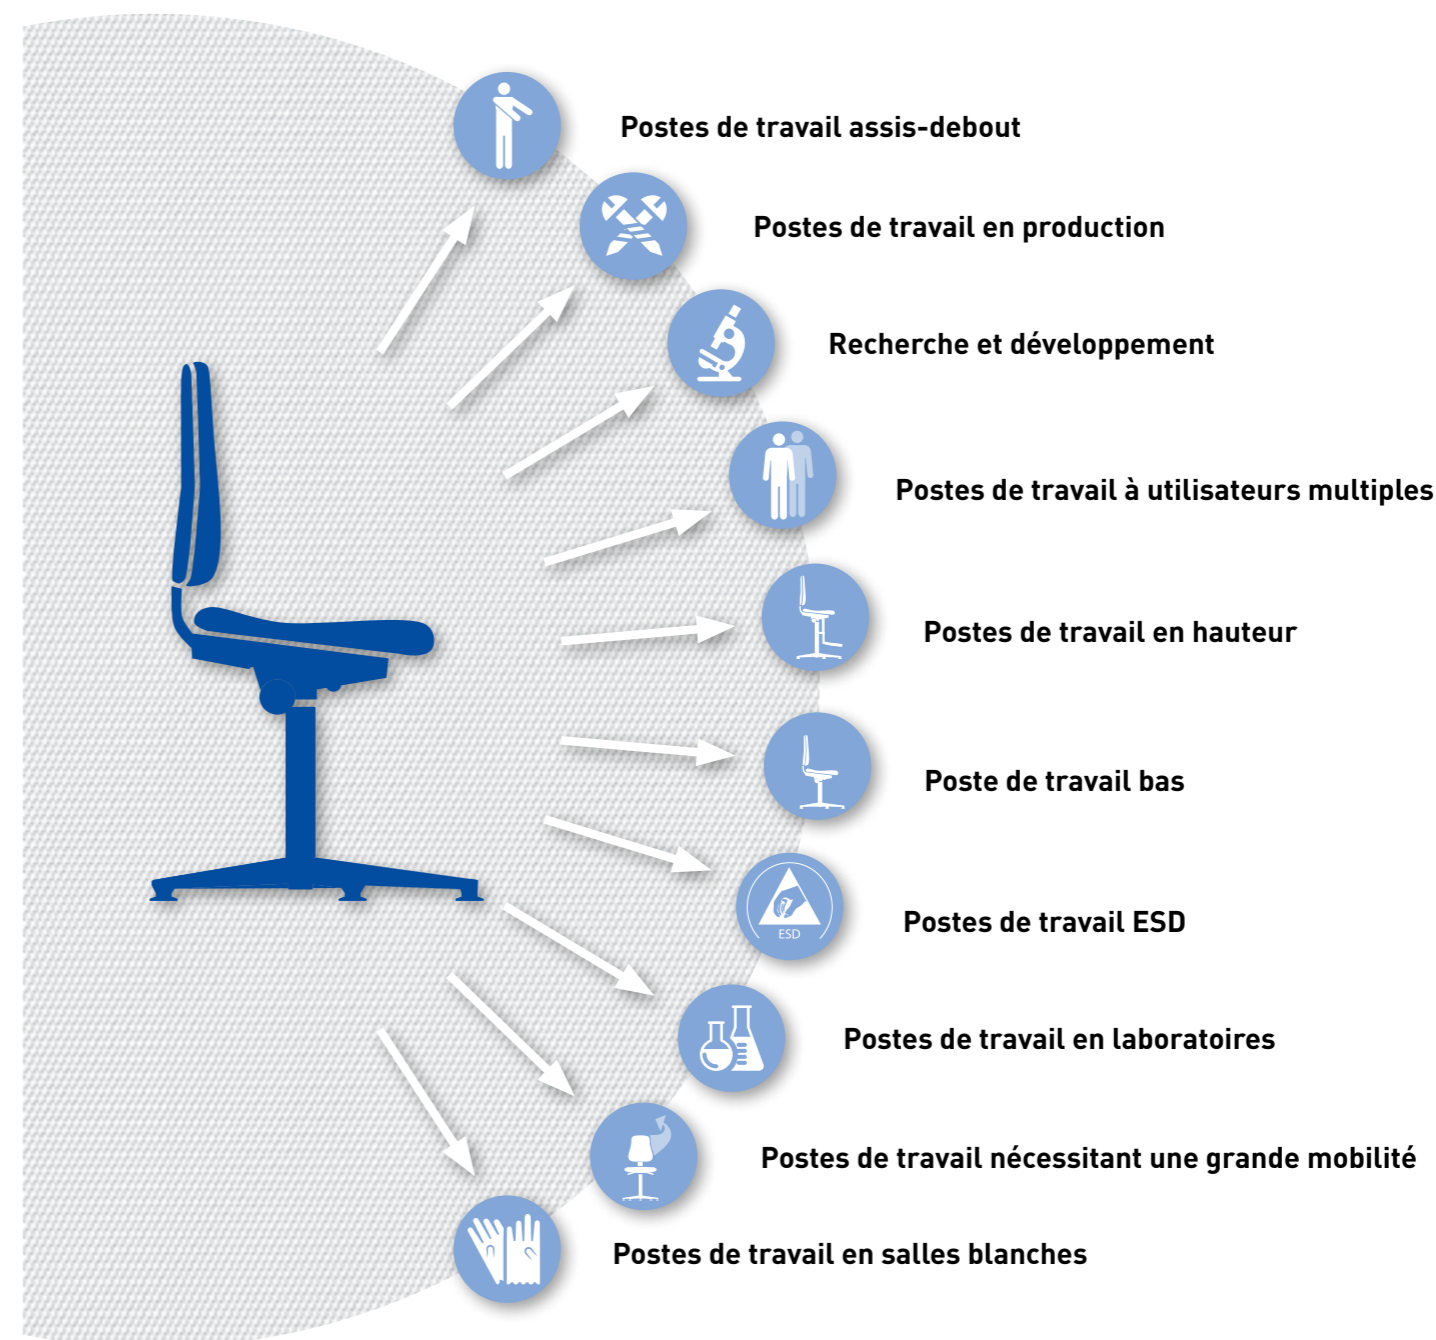 Postes de travail assis-debout
Postes de travail en production
Recherche et développement
Postes de travail à utilisateurs multiples
Postes de travail en hauteur
Poste de travail bas
ESD
Postes de travail ESD
Postes de travail en laboratoires
Postes de travail nécessitant une grande mobilité
Postes de travail en salles blanches